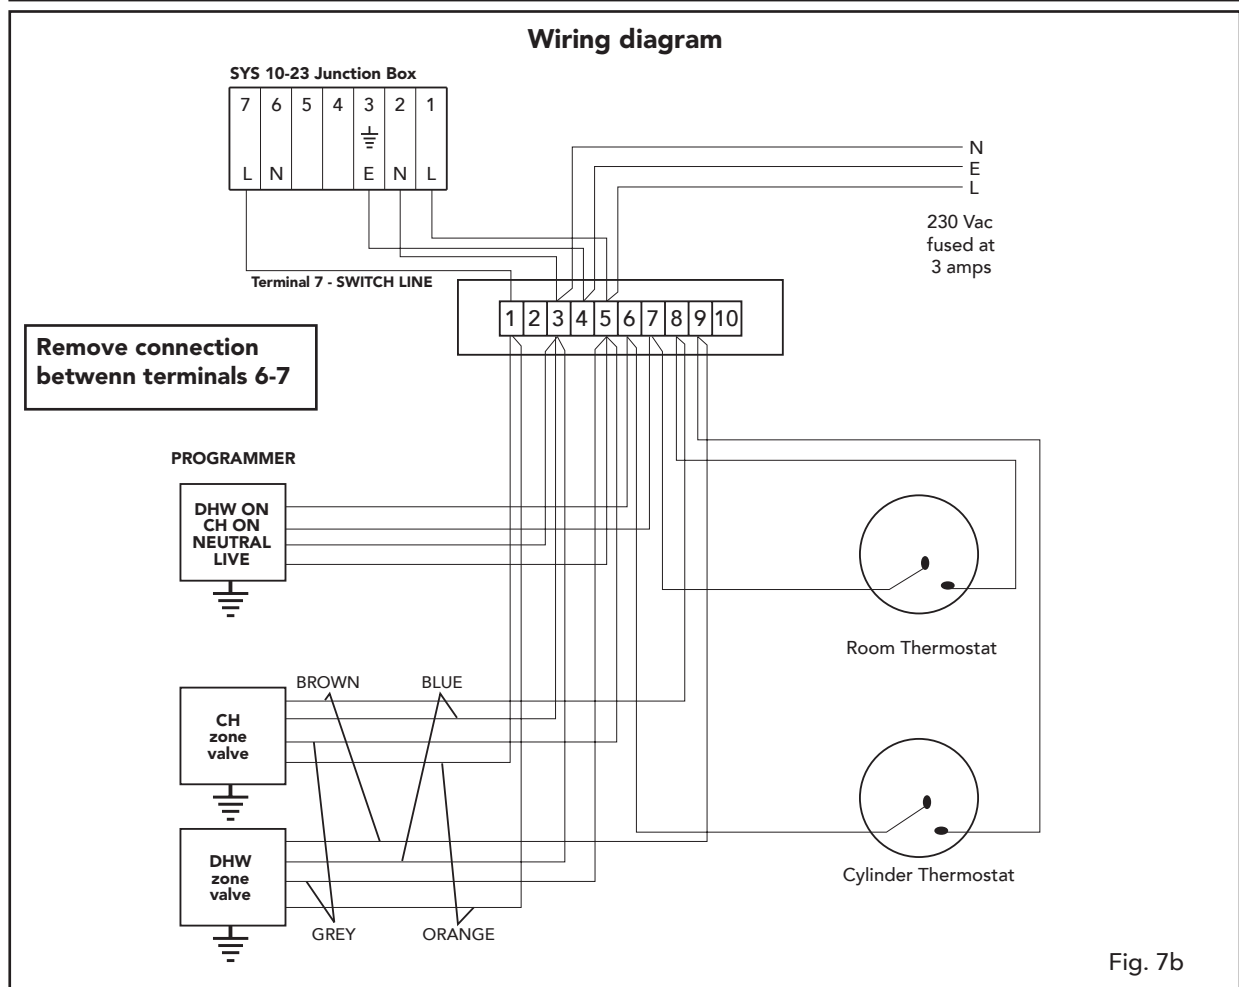 Wiring diagram
SYS 10-23 Junction Box
7 6 5 4 3 2 1
L N E N L
N
E
L
230 Vac
fused at
3 amps
Terminal 7 - SWITCH LINE
1 2 3 4 5 6 7 8 9 10
Remove connection
betwenn terminals 6-7
PROGRAMMER
DHW ON
CH ON
NEUTRAL
LIVE
Room Thermostat
BROWN BLUE
CH
zone
valve
DHW
zone
valve
Cylinder Thermostat
GREY ORANGE
Fig. 7b